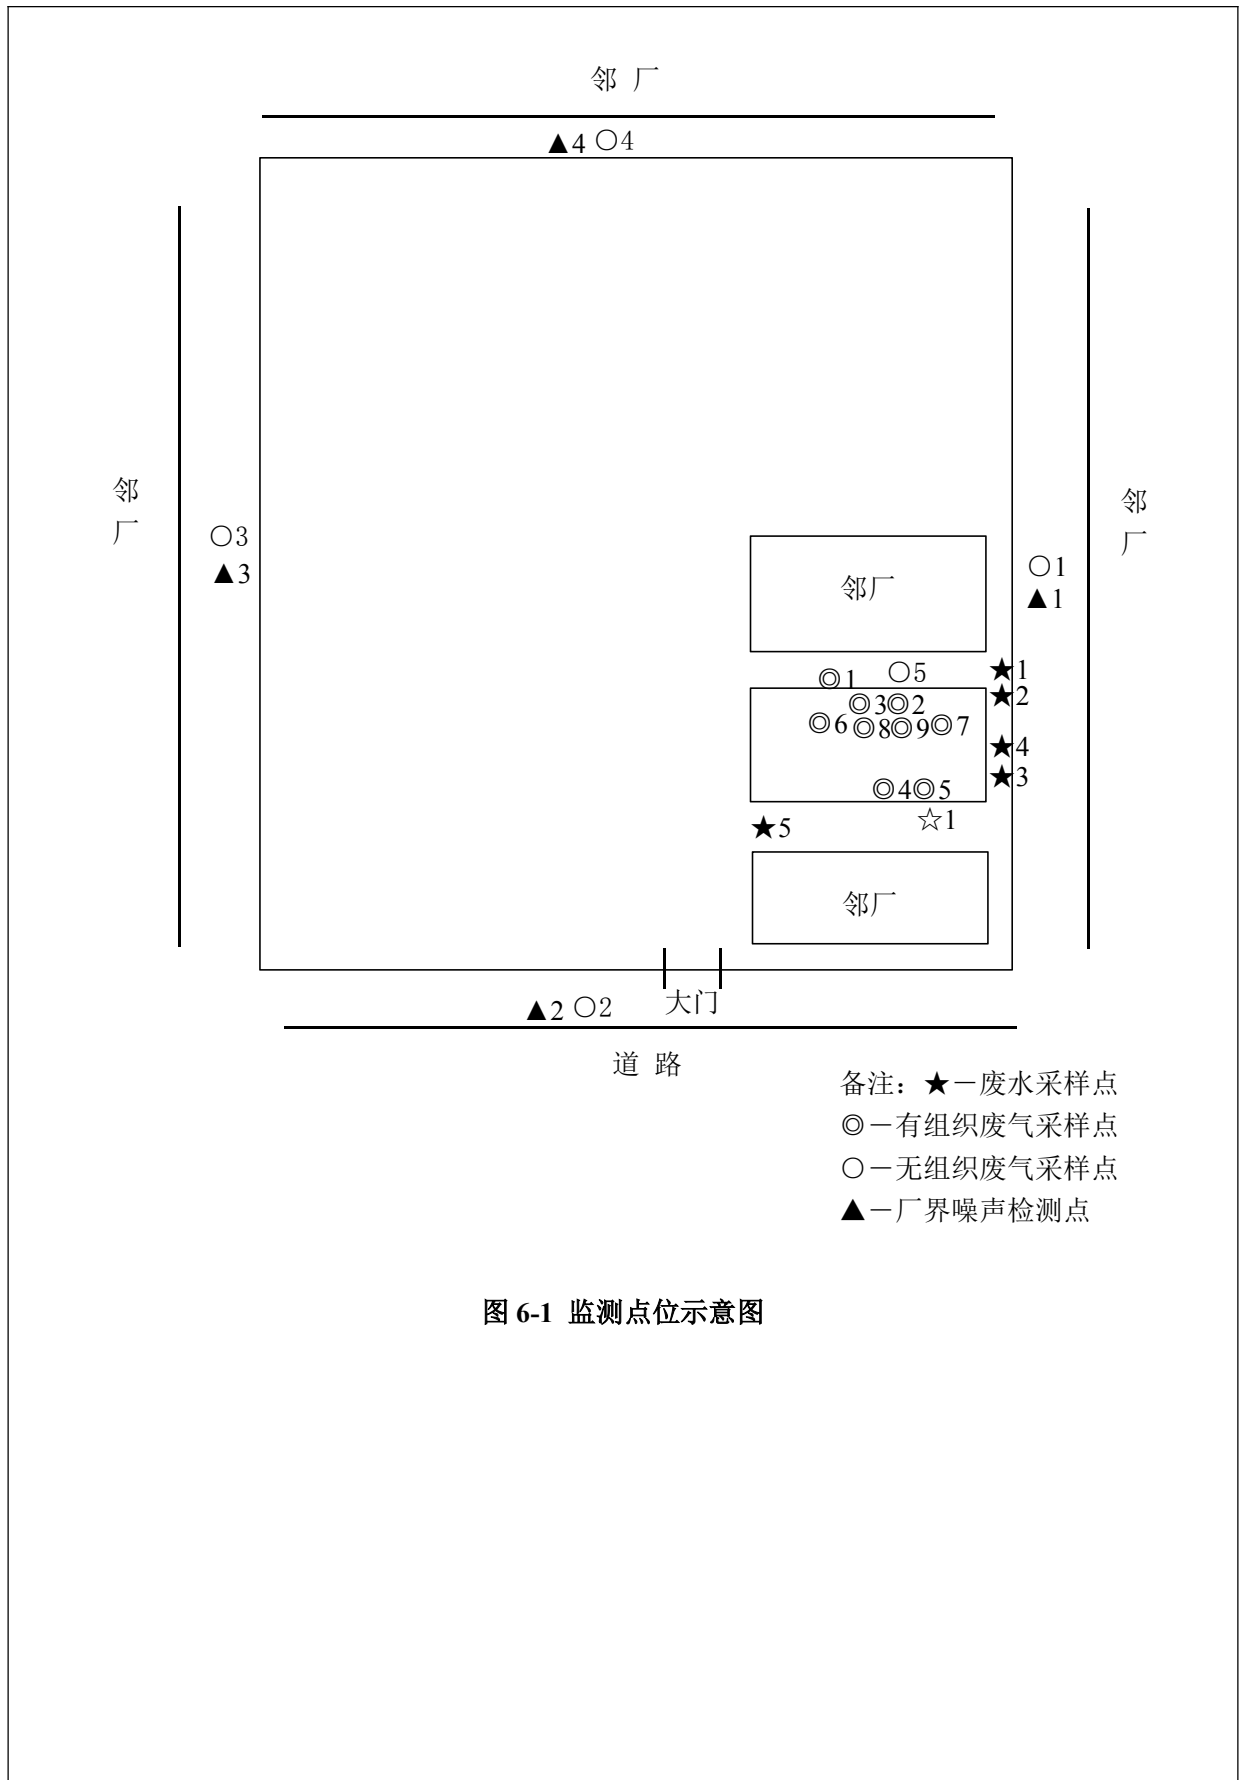 邻 厂
▲4 ○4
邻
厂
邻
厂
○3
▲3
邻厂
○1
▲1
◎1 ○5 ★1
★2
◎3◎2
◎6 ◎8◎9◎7
★4
★3
◎4◎5
★5 ☆1
邻厂
▲2 ○2 大门
道 路
备注：★－废水采样点
◎－有组织废气采样点
○－无组织废气采样点
▲－厂界噪声检测点
图 6-1 监测点位示意图